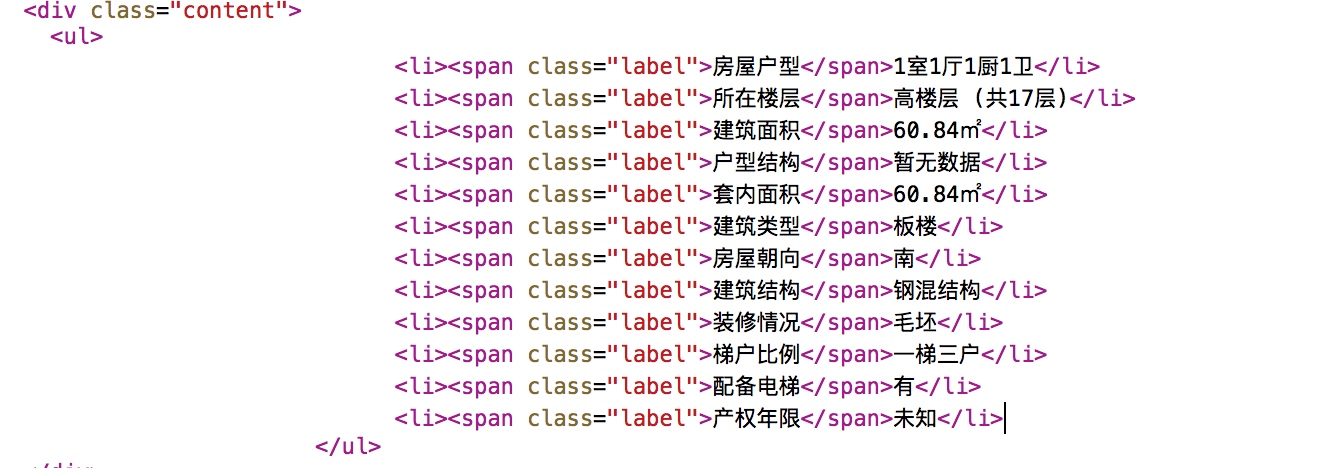 <div class="content">
<ul>
<li><span class="label">房屋户型</span>1室1厅1厨1卫</li>
<li><span class="label">所在楼层</span>高楼层 (共17层)</li>
<li><span class="label">建筑面积</span>60.84㎡</li>
<li><span class="label">户型结构</span>暂无数据</li>
<li><span class="label">套内面积</span>60.84㎡</li>
<li><span class="label">建筑类型</span>板楼</li>
<li><span class="label">房屋朝向</span>南</li>
<li><span class="label">建筑结构</span>钢混结构</li>
<li><span class="label">装修情况</span>毛坯</li>
<li><span class="label">梯户比例</span>一梯三户</li>
<li><span class="label">配备电梯</span>有</li>
<li><span class="label">产权年限</span>未知</li>
</ul>